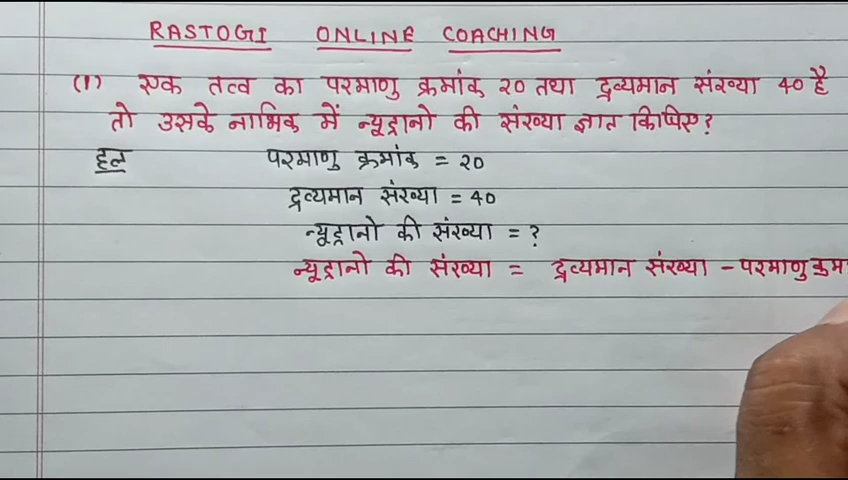 RASTOGI ONLINE COACHING
(1) एक तत्व का परमाणु क्रमांक 20 तथा द्रव्यमान संख्या 40 है
तो उसके नाभिक में न्यूट्रानो की संख्या ज्ञात किजिए?
हल परमाणु क्रमांक = 20
द्रव्यमान संख्या = 40
न्यूट्रानो की संख्या = ?
न्यूट्रानो की संख्या = द्रव्यमान संख्या - परमाणु